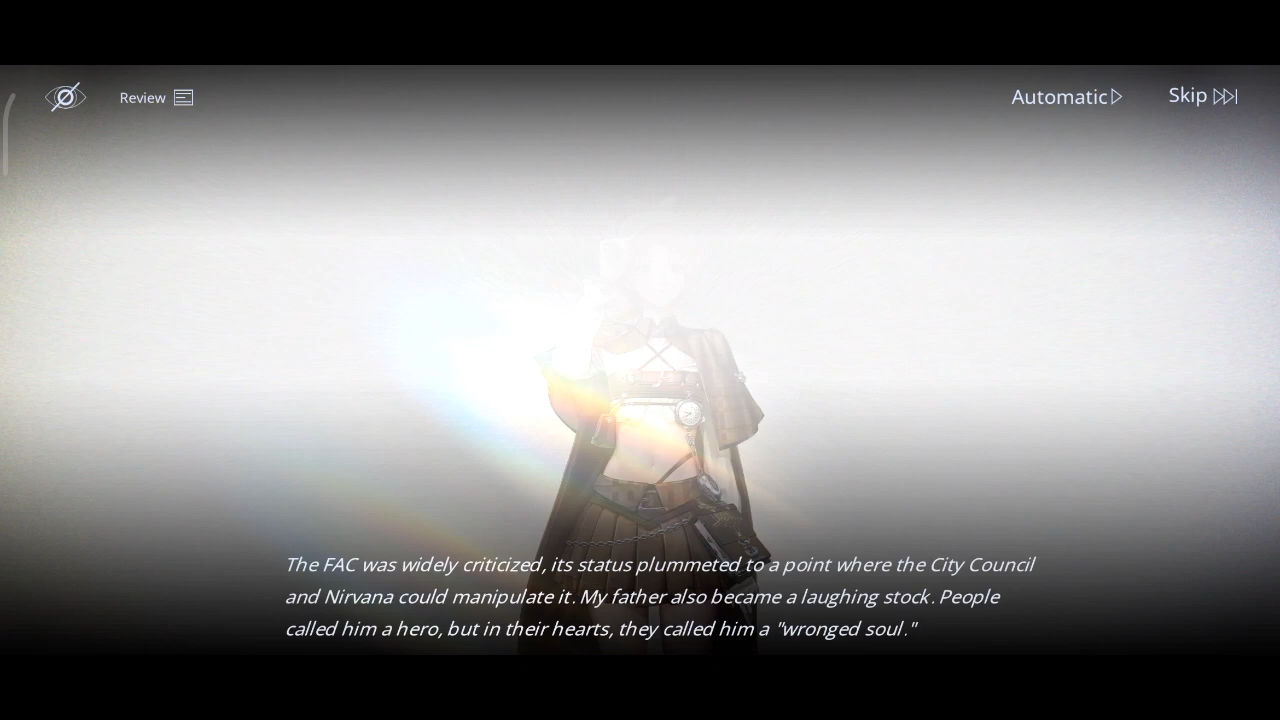 Review
Automatic
Skip
The FAC was widely criticized, its status plummeted to a point where the City Council
and Nirvana could manipulate it. My father also became a laughing stock. People
called him a hero, but in their hearts, they called him a "wronged soul."